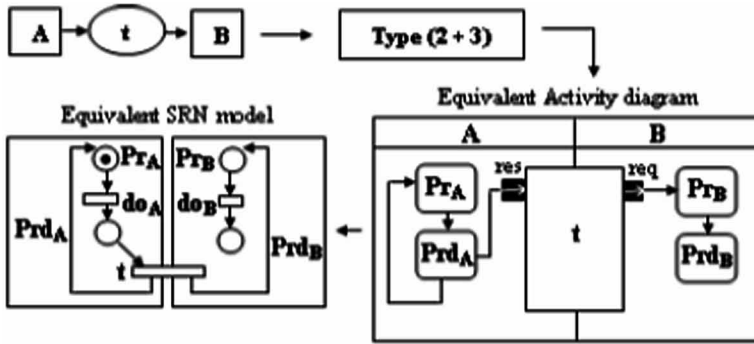 A t B Type (2 + 3)
Equivalent Activity diagram
Equivalent SRN model
A B
PrA PrB
res req
PrA PrB
doA doB
t
PrdA PrdB
PrdA PrdB
t